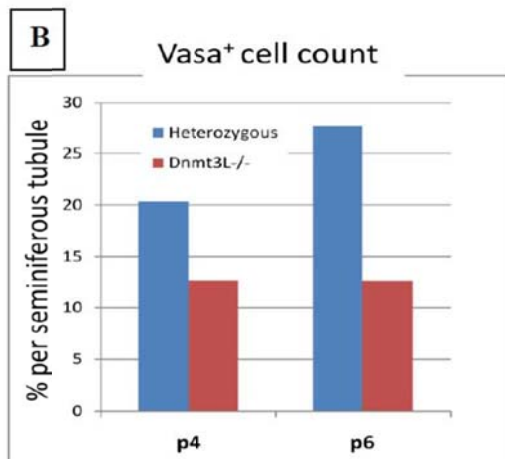 B
Vasa⁺ cell count
% per seminiferous tubule
30
25
20
15
10
5
0
Heterozygous
Dnmt3L-/-
p4 p6